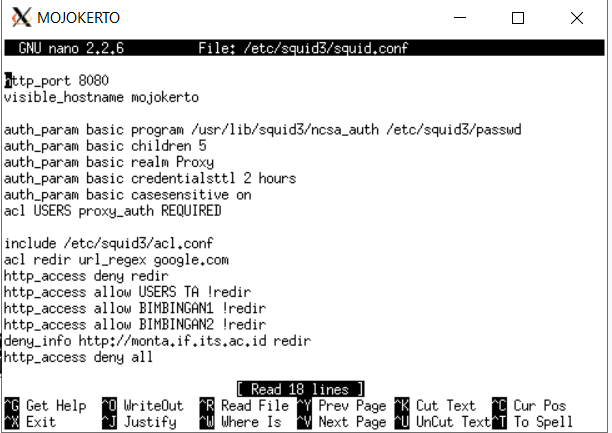 MOJOKERTO
GNU nano 2.2.6 File: /etc/squid3/squid.conf
http_port 8080
visible_hostname mojokerto
auth_param basic program /usr/lib/squid3/ncsa_auth /etc/squid3/passwd
auth_param basic children 5
auth_param basic realm Proxy
auth_param basic credentialsttl 2 hours
auth_param basic casesensitive on
acl USERS proxy_auth REQUIRED
include /etc/squid3/acl.conf
acl redir url_regex google.com
http_access deny redir
http_access allow USERS TA !redir
http_access allow BIMBINGAN1 !redir
http_access allow BIMBINGAN2 !redir
deny_info http://monta.if.its.ac.id redir
http_access deny all
[ Read 18 lines ]
^G Get Help ^O WriteOut ^R Read File ^Y Prev Page ^K Cut Text ^C Cur Pos
^X Exit ^J Justify ^W Where Is ^V Next Page ^U UnCut Text ^T To Spell